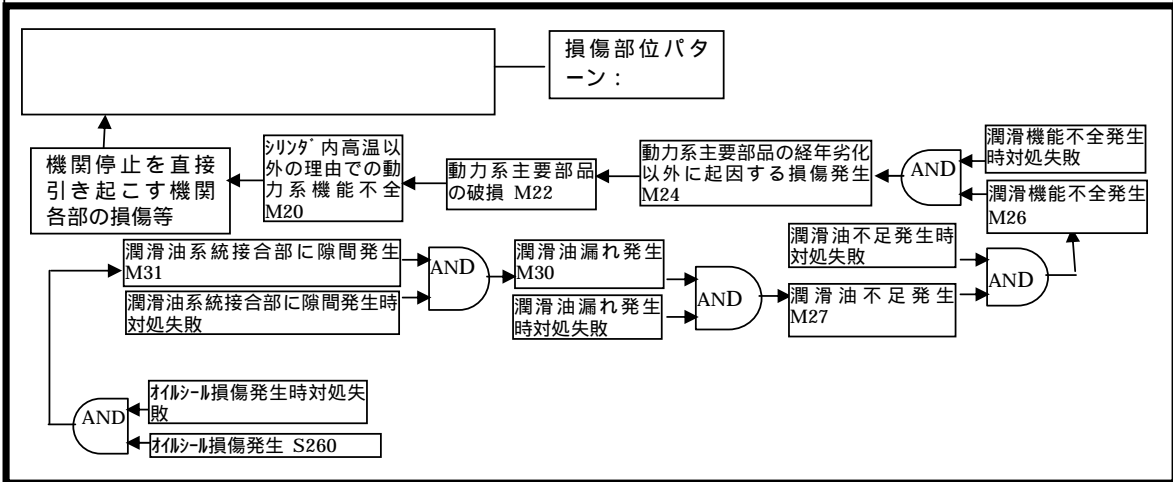 損傷部位パタ
ーン：
機関停止を直接
引き起こす機関
各部の損傷等
ｼﾘﾝﾀﾞ内高温以
外の理由での動
力系機能不全
M20
動力系主要部品
の破損 M22
動力系主要部品の経年劣化
以外に起因する損傷発生
M24
AND
潤滑機能不全発生
時対処失敗
潤滑機能不全発生
M26
潤滑油系統接合部に隙間発生
M31
潤滑油系統接合部に隙間発生時
対処失敗
AND
潤滑油漏れ発生
M30
潤滑油漏れ発生
時対処失敗
AND
潤滑油不足発生時
対処失敗
潤滑油不足発生
M27
AND
AND
ｵｲﾙｼｰﾙ損傷発生時対処失
敗
ｵｲﾙｼｰﾙ損傷発生 S260